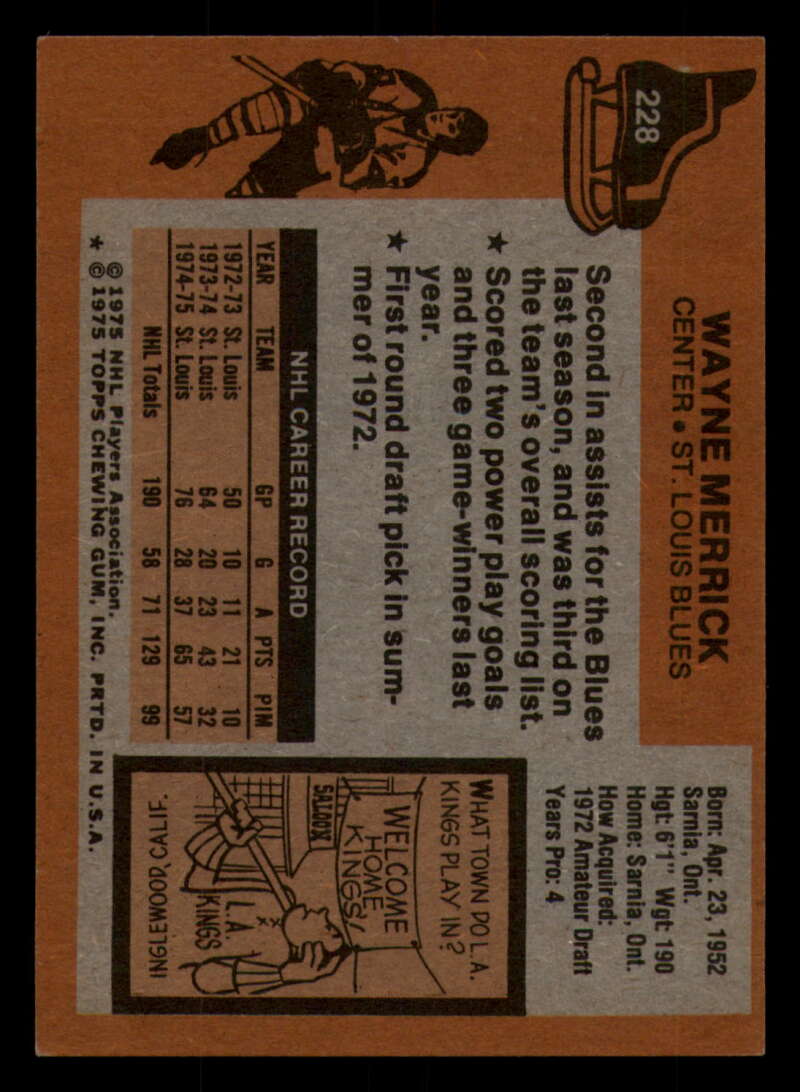 228
WAYNE MERRICK
CENTER • ST. LOUIS BLUES
Born: Apr. 23, 1952
Sarnia, Ont.
Hgt: 6'1" Wgt: 190
Home: Sarnia, Ont.
How Acquired:
1972 Amateur Draft
Years Pro: 4
Second in assists for the Blues
last season, and was third on
the team's overall scoring list.
★ Scored two power play goals
and three game-winners last
year.
★ First round draft pick in sum-
mer of 1972.
NHL CAREER RECORD
YEAR TEAM GP G A PTS PIM
1972-73 St. Louis 50 10 11 21 10
1973-74 St. Louis 64 20 23 43 32
1974-75 St. Louis 76 28 37 65 57
NHL Totals 190 58 71 129 99
WHAT TOWN DO L.A.
KINGS PLAY IN?
WELCOME
HOME
KINGS!
SALOON
L.A.
KINGS
INGLEWOOD, CALIF.
© 1975 NHL Players Association.
★ © 1975 TOPPS CHEWING GUM, INC. PRTD. IN U.S.A.